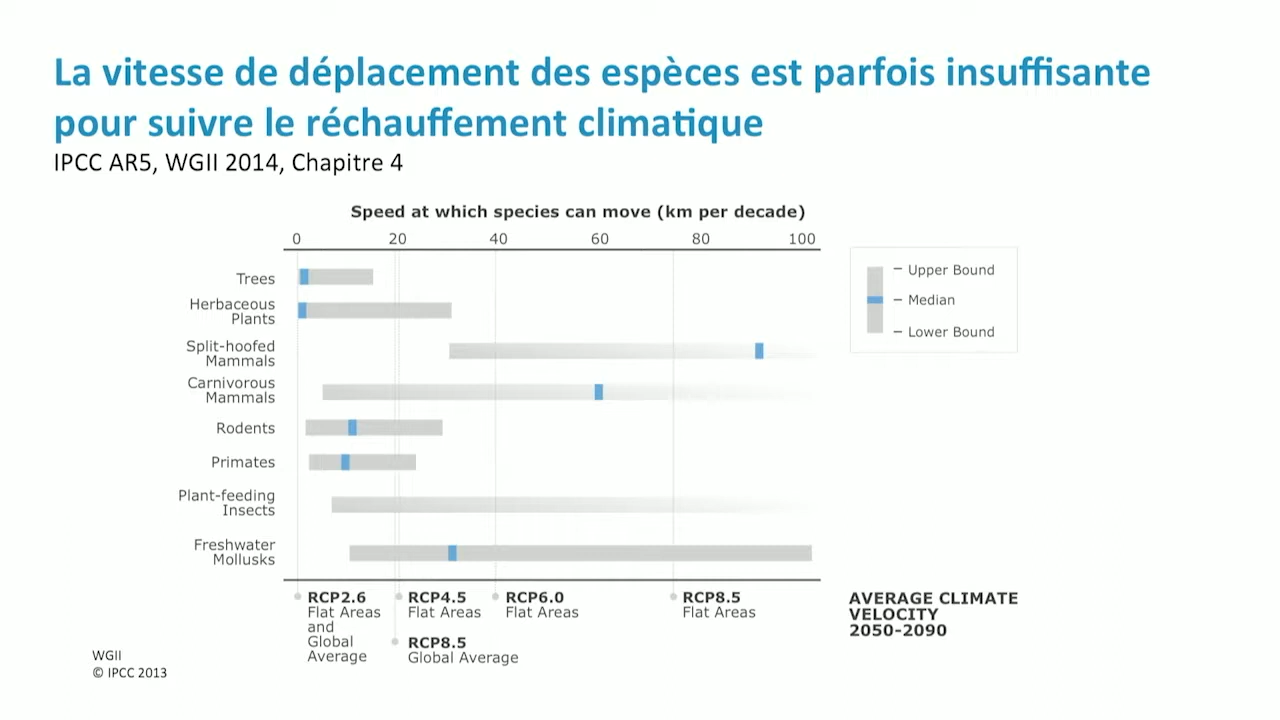 La vitesse de déplacement des espèces est parfois insuffisante
pour suivre le réchauffement climatique
IPCC AR5, WGII 2014, Chapitre 4
Speed at which species can move (km per decade)
0 20 40 60 80 100
Trees
Herbaceous
Plants
Split-hoofed
Mammals
Carnivorous
Mammals
Rodents
Primates
Plant-feeding
Insects
Freshwater
Mollusks
– Upper Bound
– Median
– Lower Bound
RCP2.6
Flat Areas
and
Global
Average
RCP4.5
Flat Areas
RCP8.5
Global Average
RCP6.0
Flat Areas
RCP8.5
Flat Areas
AVERAGE CLIMATE
VELOCITY
2050-2090
WGII
© IPCC 2013